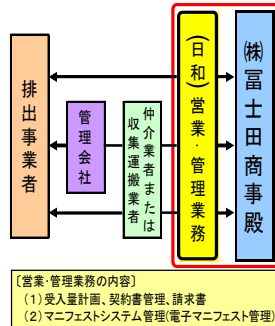 排出事業者
管理会社
仲介業者または
収集運搬業者
(日和)営業・管理業務
㈱冨士田商事殿
〔営業・管理業務の内容〕
(1)受入量計画、契約書管理、請求書
(2)マニフェストシステム管理(電子マニフェスト管理)